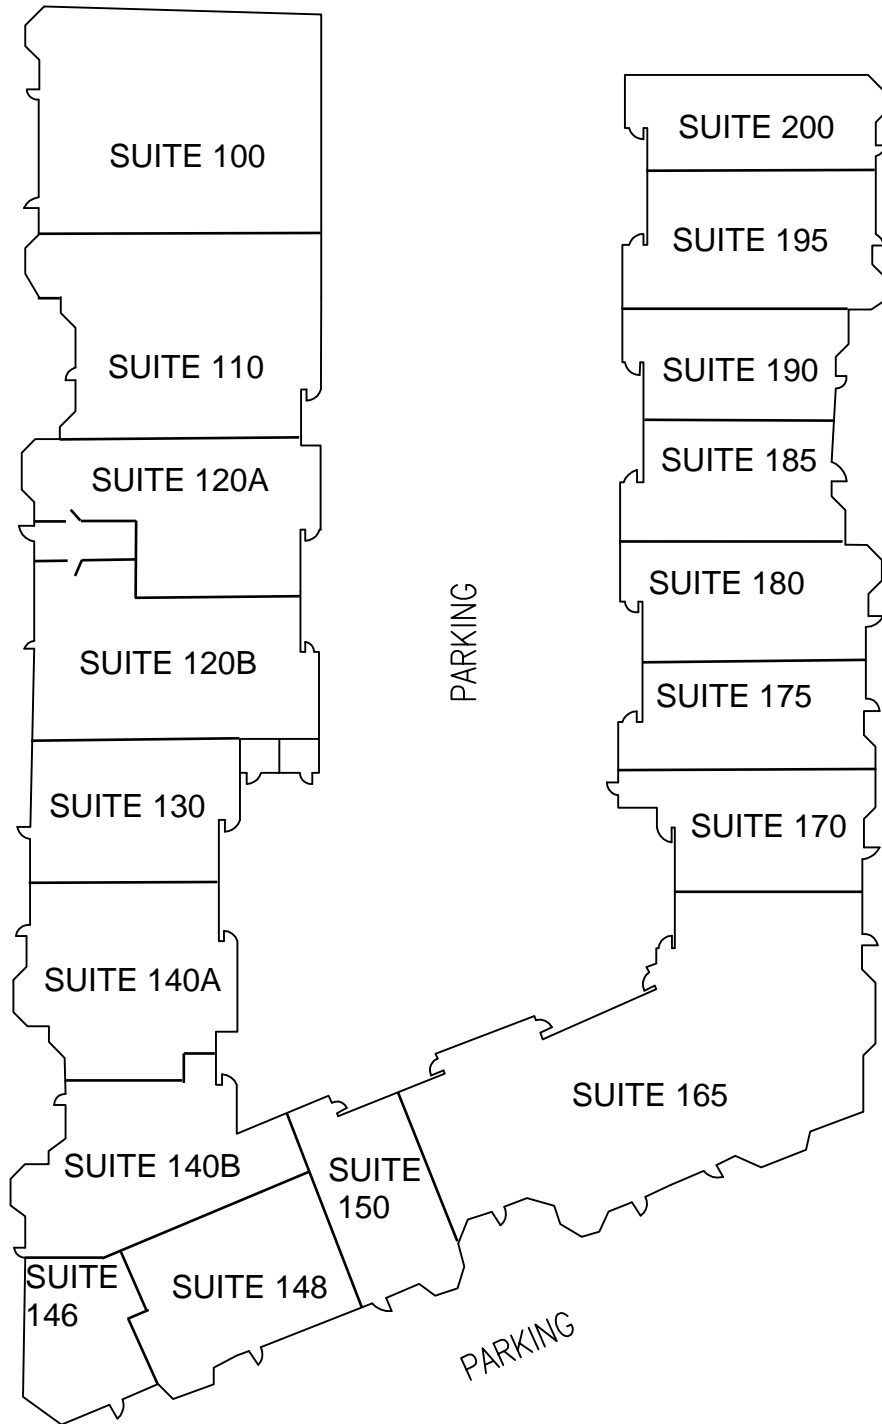 SUITE 100
SUITE 110
SUITE 120A
SUITE 120B
SUITE 130
SUITE 140A
SUITE 140B
SUITE
146
SUITE 148
SUITE
150
SUITE 165
SUITE 170
SUITE 175
SUITE 180
SUITE 185
SUITE 190
SUITE 195
SUITE 200
PARKING
PARKING